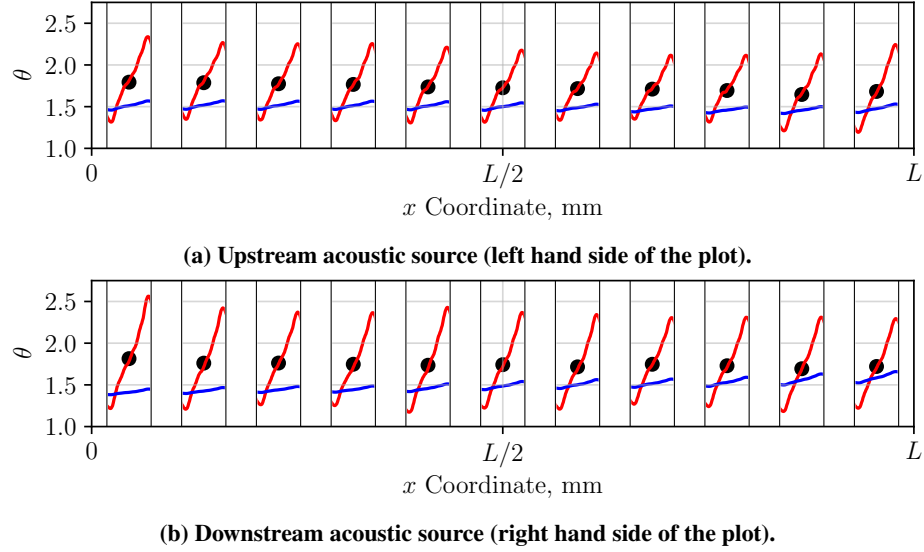 2.5
2.0
θ
1.5
1.0
0
L/2
L
x Coordinate, mm
(a) Upstream acoustic source (left hand side of the plot).
2.5
2.0
θ
1.5
1.0
0
L/2
L
x Coordinate, mm
(b) Downstream acoustic source (right hand side of the plot).